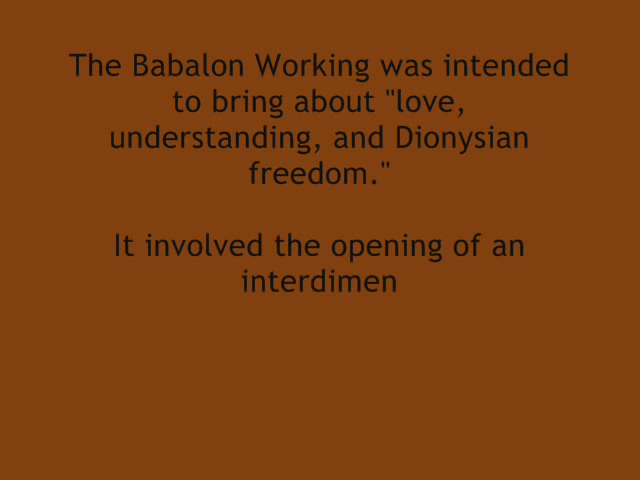 The Babalon Working was intended
to bring about "love,
understanding, and Dionysian
freedom."
It involved the opening of an
interdimen